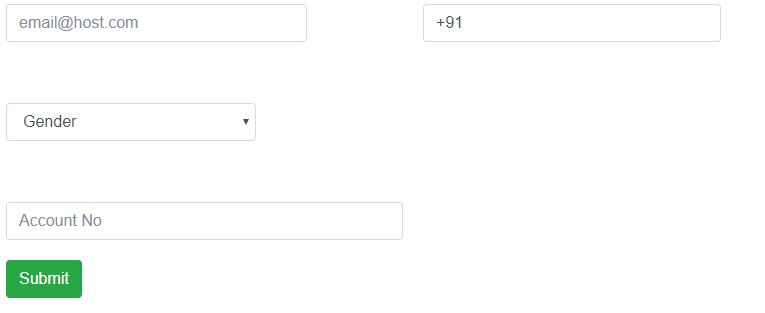 email@host.com +91
Gender
Account No
Submit